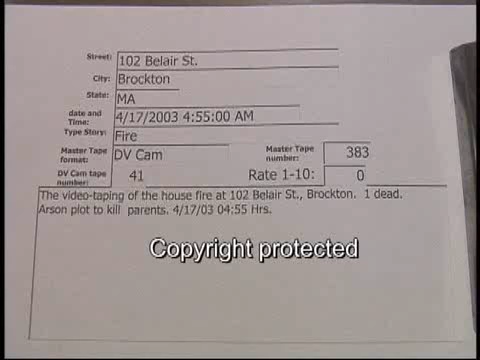 Street: 102 Belair St.
City: Brockton
State: MA
date and Time: 4/17/2003 4:55:00 AM
Type Story: Fire
Master Tape format: DV Cam Master Tape number: 383
DV Cam tape number: 41 Rate 1-10: 0
The video-taping of the house fire at 102 Belair St., Brockton. 1 dead.
Arson plot to kill parents. 4/17/03 04:55 Hrs.
Copyright protected